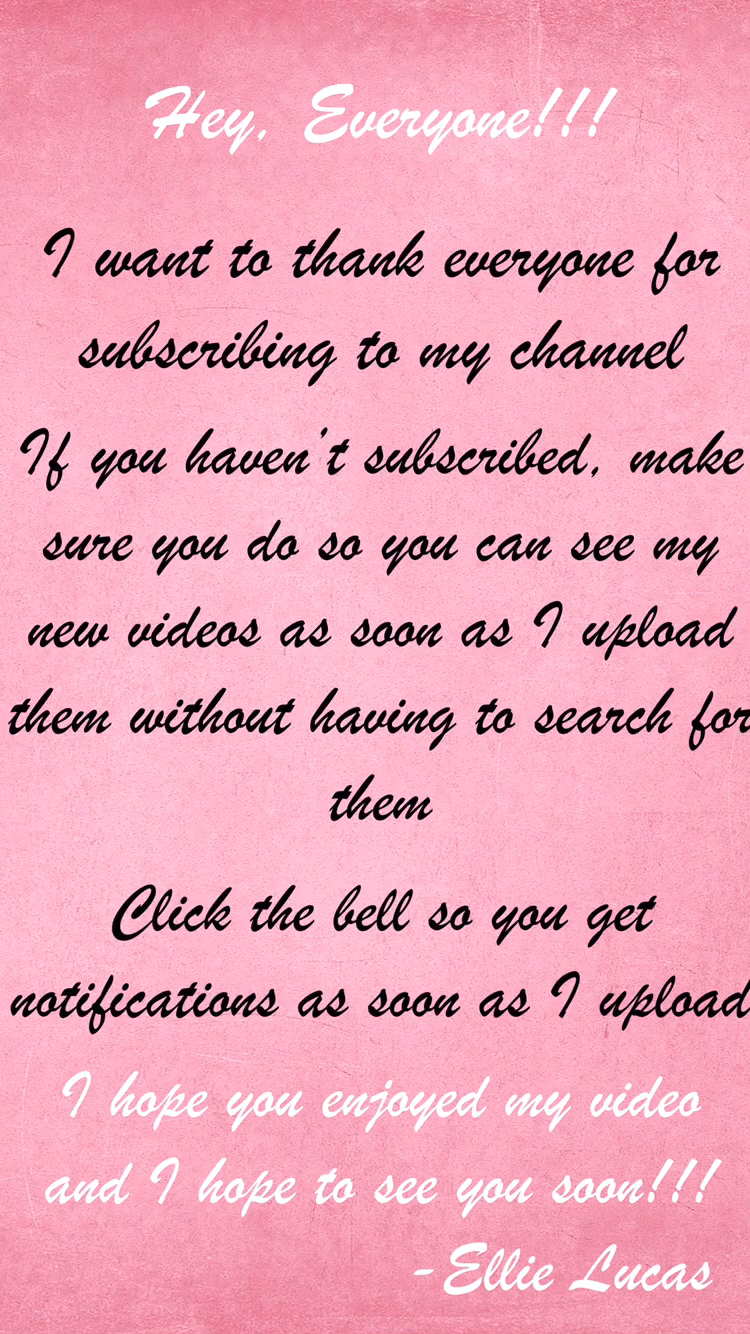 Hey, Everyone!!!
I want to thank everyone for
subscribing to my channel
If you haven't subscribed, make
sure you do so you can see my
new videos as soon as I upload
them without having to search for
them
Click the bell so you get
notifications as soon as I upload
I hope you enjoyed my video
and I hope to see you soon!!!
-Ellie Lucas